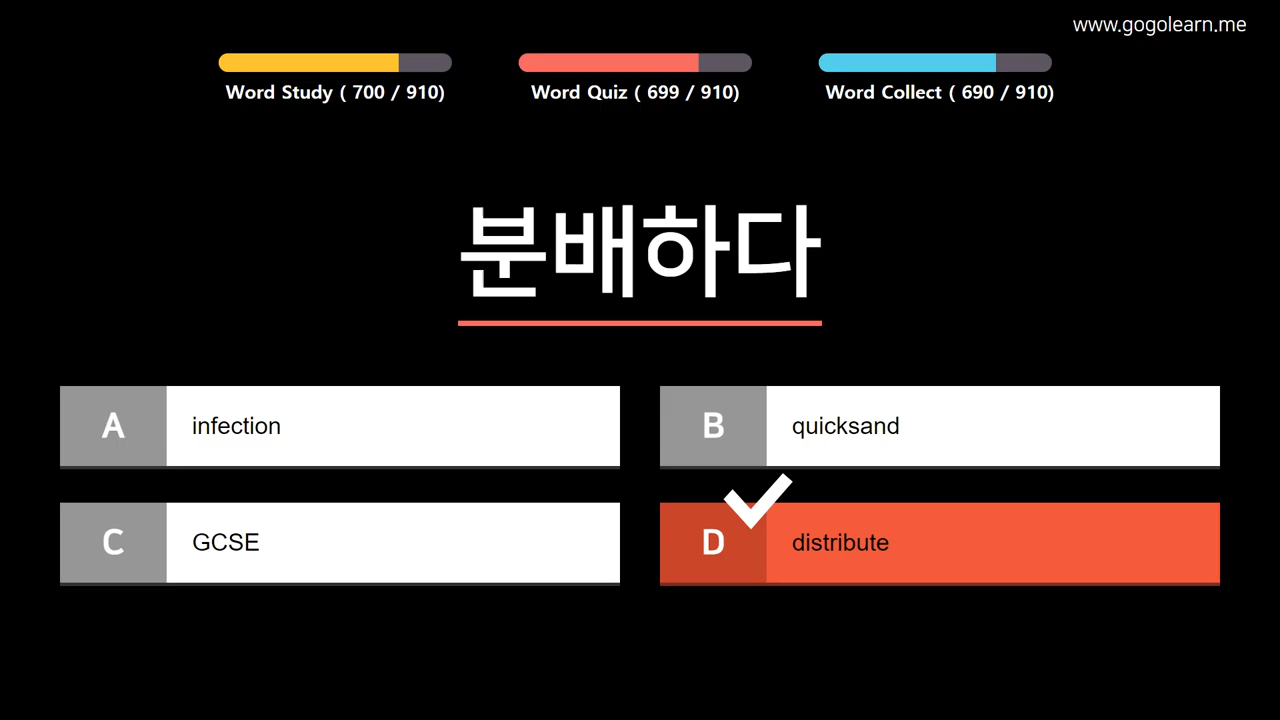 www.gogolearn.me
Word Study ( 700 / 910)
Word Quiz ( 699 / 910)
Word Collect ( 690 / 910)
분배하다
A infection
B quicksand
C GCSE
D distribute